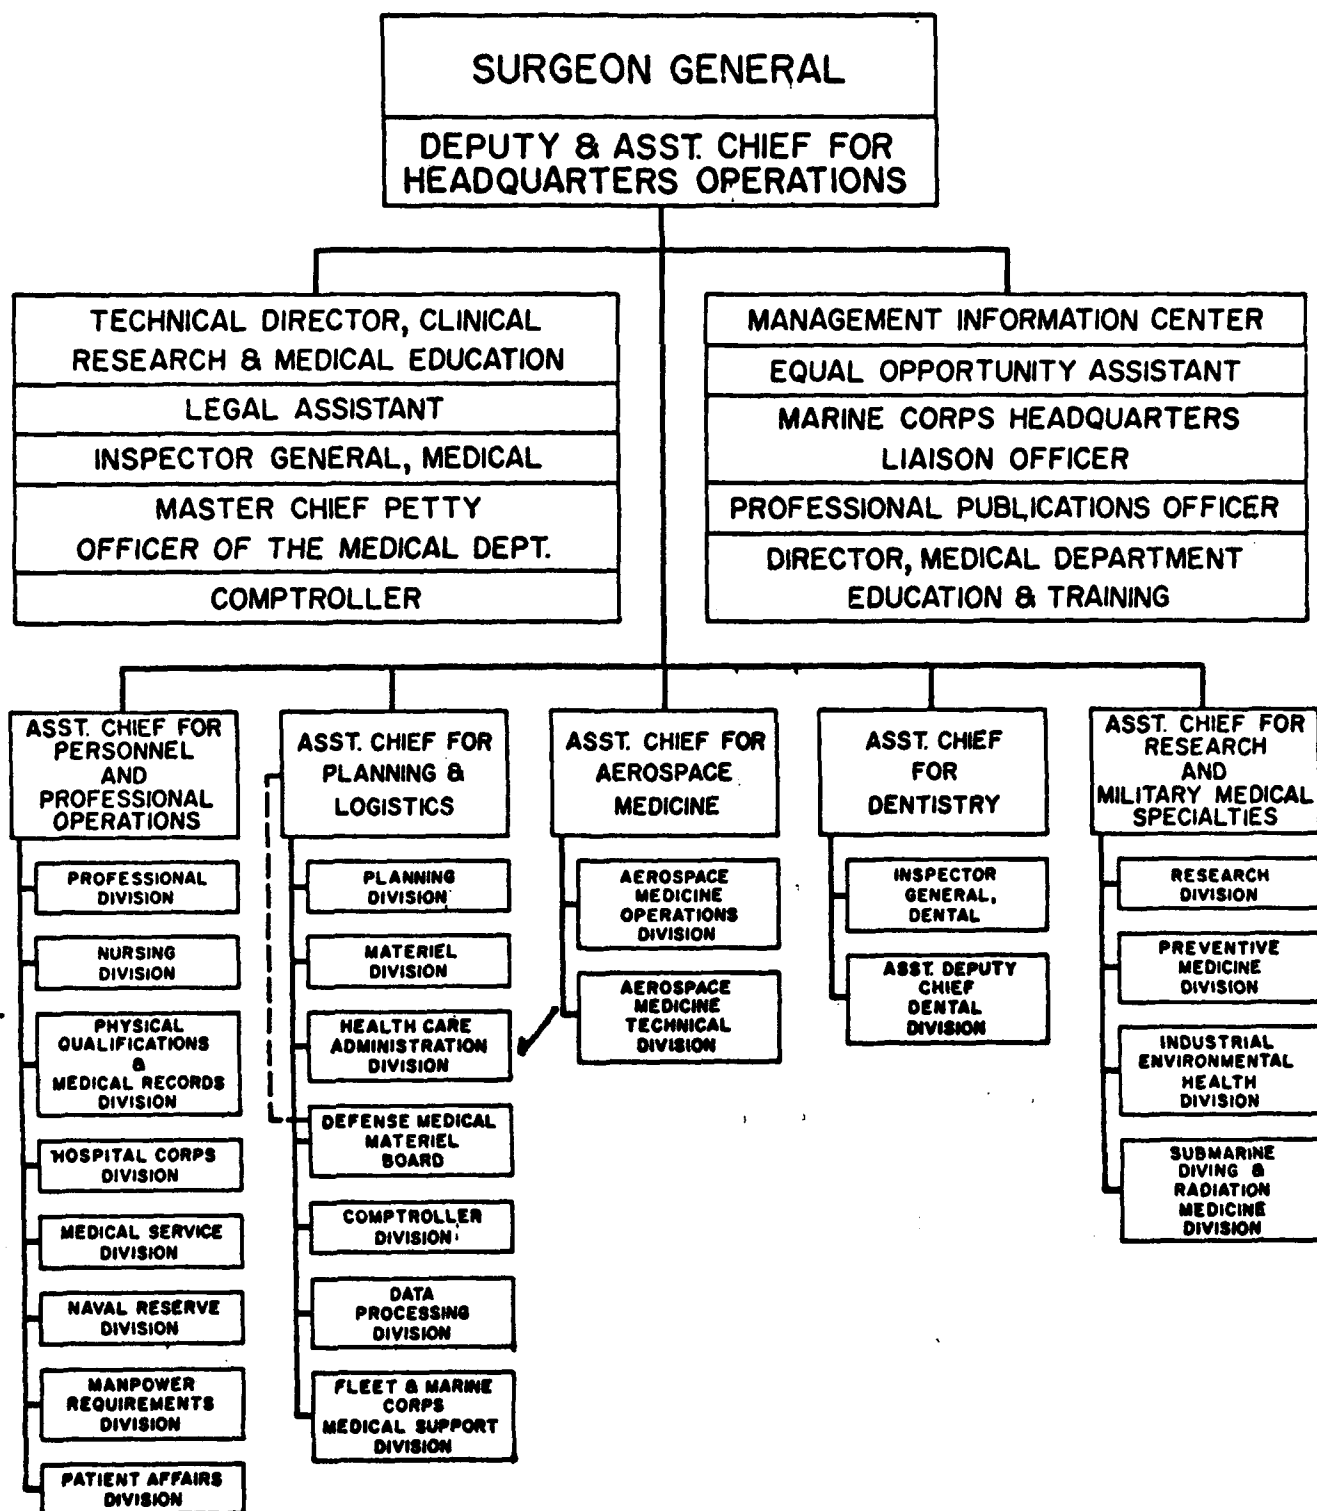 SURGEON GENERAL
DEPUTY & ASST. CHIEF FOR
HEADQUARTERS OPERATIONS
TECHNICAL DIRECTOR, CLINICAL
RESEARCH & MEDICAL EDUCATION
LEGAL ASSISTANT
INSPECTOR GENERAL, MEDICAL
MASTER CHIEF PETTY
OFFICER OF THE MEDICAL DEPT.
COMPTROLLER
MANAGEMENT INFORMATION CENTER
EQUAL OPPORTUNITY ASSISTANT
MARINE CORPS HEADQUARTERS
LIAISON OFFICER
PROFESSIONAL PUBLICATIONS OFFICER
DIRECTOR, MEDICAL DEPARTMENT
EDUCATION & TRAINING
ASST. CHIEF FOR
PERSONNEL
AND
PROFESSIONAL
OPERATIONS
PROFESSIONAL
DIVISION
NURSING
DIVISION
PHYSICAL
QUALIFICATIONS
&
MEDICAL RECORDS
DIVISION
HOSPITAL CORPS
DIVISION
MEDICAL SERVICE
DIVISION
NAVAL RESERVE
DIVISION
MANPOWER
REQUIREMENTS
DIVISION
PATIENT AFFAIRS
DIVISION
ASST. CHIEF FOR
PLANNING &
LOGISTICS
PLANNING
DIVISION
MATERIEL
DIVISION
HEALTH CARE
ADMINISTRATION
DIVISION
DEFENSE MEDICAL
MATERIEL
BOARD
COMPTROLLER
DIVISION
DATA
PROCESSING
DIVISION
FLEET & MARINE
CORPS
MEDICAL SUPPORT
DIVISION
ASST. CHIEF FOR
AEROSPACE
MEDICINE
AEROSPACE
MEDICINE
OPERATIONS
DIVISION
AEROSPACE
MEDICINE
TECHNICAL
DIVISION
ASST. CHIEF
FOR
DENTISTRY
INSPECTOR
GENERAL,
DENTAL
ASST. DEPUTY
CHIEF
DENTAL
DIVISION
ASST. CHIEF FOR
RESEARCH
AND
MILITARY MEDICAL
SPECIALTIES
RESEARCH
DIVISION
PREVENTIVE
MEDICINE
DIVISION
INDUSTRIAL
ENVIRONMENTAL
HEALTH
DIVISION
SUBMARINE
DIVING &
RADIATION
MEDICINE
DIVISION